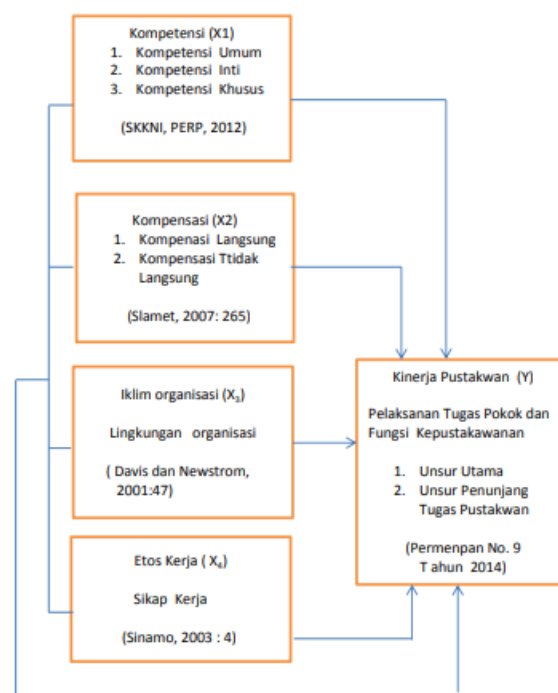 Kompetensi (X1)
1. Kompetensi Umum
2. Kompetensi Inti
3. Kompetensi Khusus
(SKKNI, PERP, 2012)
Kompensasi (X2)
1. Kompenasi Langsung
2. Kompensasi Ttidak
Langsung
(Slamet, 2007: 265)
Iklim organisasi (X₃)
Lingkungan organisasi
( Davis dan Newstrom,
2001:47)
Etos Kerja ( X₄)
Sikap Kerja
(Sinamo, 2003 : 4)
Kinerja Pustakwan (Y)
Pelaksanan Tugas Pokok dan
Fungsi Kepustakawanan
1. Unsur Utama
2. Unsur Penunjang
Tugas Pustakwan
(Permenpan No. 9
T ahun 2014)